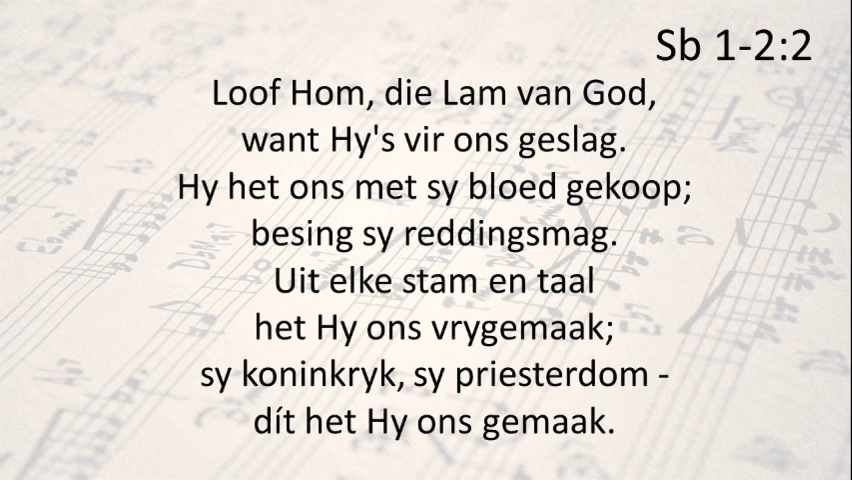 Sb 1-2:2
Loof Hom, die Lam van God,
want Hy's vir ons geslag.
Hy het ons met sy bloed gekoop;
besing sy reddingsmag.
Uit elke stam en taal
het Hy ons vrygemaak;
sy koninkryk, sy priesterdom -
dít het Hy ons gemaak.